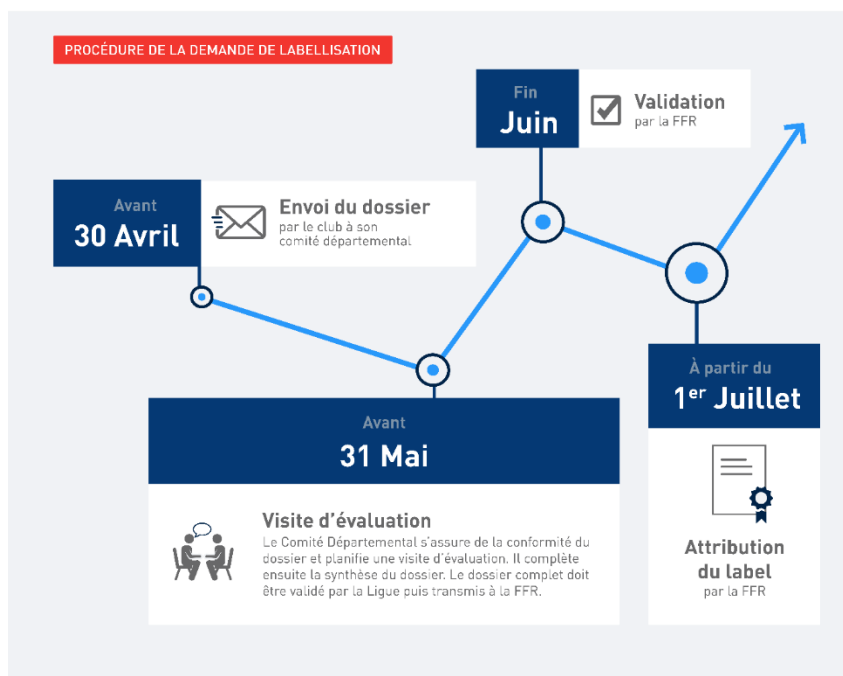 PROCÉDURE DE LA DEMANDE DE LABELLISATION
Avant
30 Avril
Envoi du dossier
par le club à son
comité départemental
Avant
31 Mai
Visite d'évaluation
Le Comité Départemental s'assure de la conformité du
dossier et planifie une visite d'évaluation. Il complète
ensuite la synthèse du dossier. Le dossier complet doit
être validé par la Ligue puis transmis à la FFR.
Fin
Juin
Validation
par la FFR
À partir du
1er Juillet
Attribution
du label
par la FFR